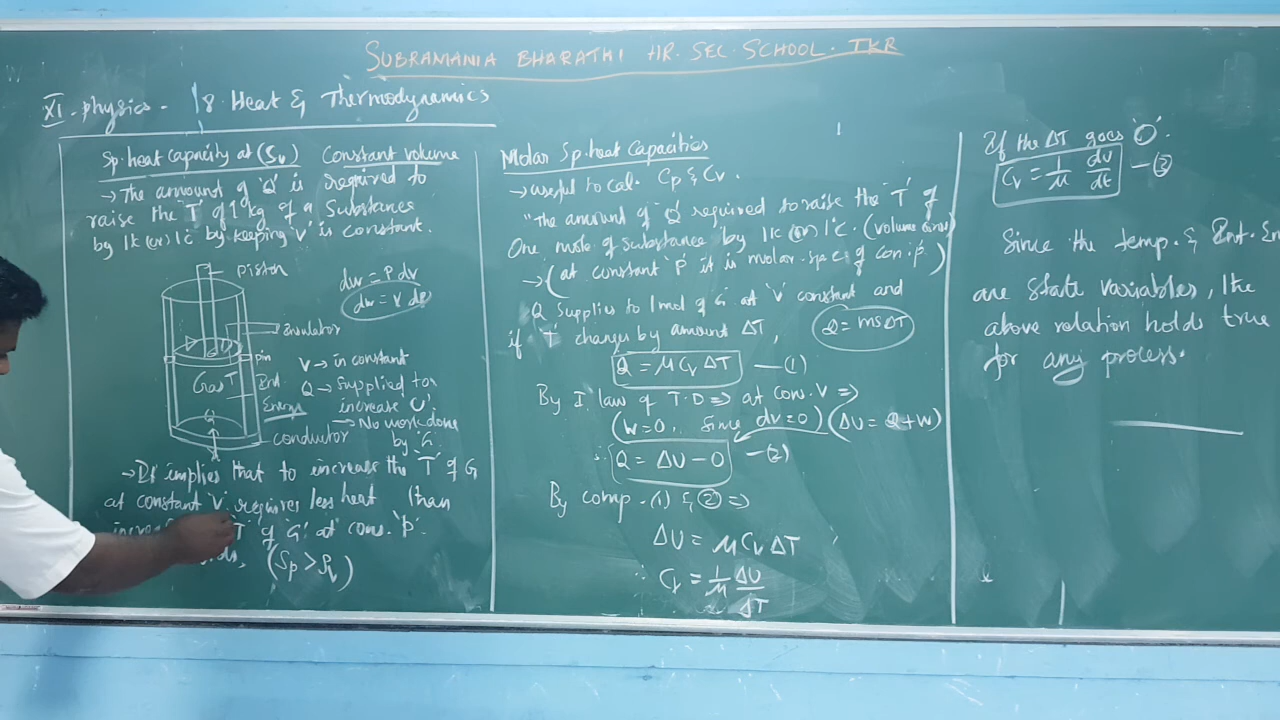 SUBRAMANIA BHARATHI HR. SEC. SCHOOL. TKR
XI. physics - 8. Heat & Thermodynamics
Sp. heat capacity at (Sv) Constant volume
→ The amount of 'Q' is required to
raise the 'T' of 1 kg of a Substance
by 1k (or) 1°c by keeping 'v' is constant.
piston
dw = P dv
dw = v dp
Insulator
pin
Gas T
Int
Energy
conductor
V → in constant
Q → Supplied to
increase 'U'
→ No work done
by G.
→ It implies that to increase the 'T' of G
at constant 'v' requires less heat than
'T' of 'G' at cons. 'p'.
(Sp > Sv)
Molar Sp. heat Capacities
→ useful to cal. Cp & Cv.
"The amount of 'Q' required to raise the 'T' of
One mole of substance by 1k (or) 1°c. (volume
→ (at constant 'P' it is molar. spe. of con. p)
Q Supplies to 1 mol of G at 'V' constant and
if 'T' changes by amount ΔT,
Q = ms ΔT
Q = μ Cv ΔT —(1)
By I law of T.D ⇒ at con. V ⇒
(W=0, Since dv=0) (ΔU = Q+W)
∴ Q = ΔU – 0 —(2)
By comp. (1) & ② ⇒
ΔU = μ Cv ΔT
∴ Cv = 1/μ ΔU/ΔT
If the ΔT goes 'O'.
Cv = 1/μ dv/dt —③
Since the temp. & Int. En
are state variables, the
above relation holds true
for any process.